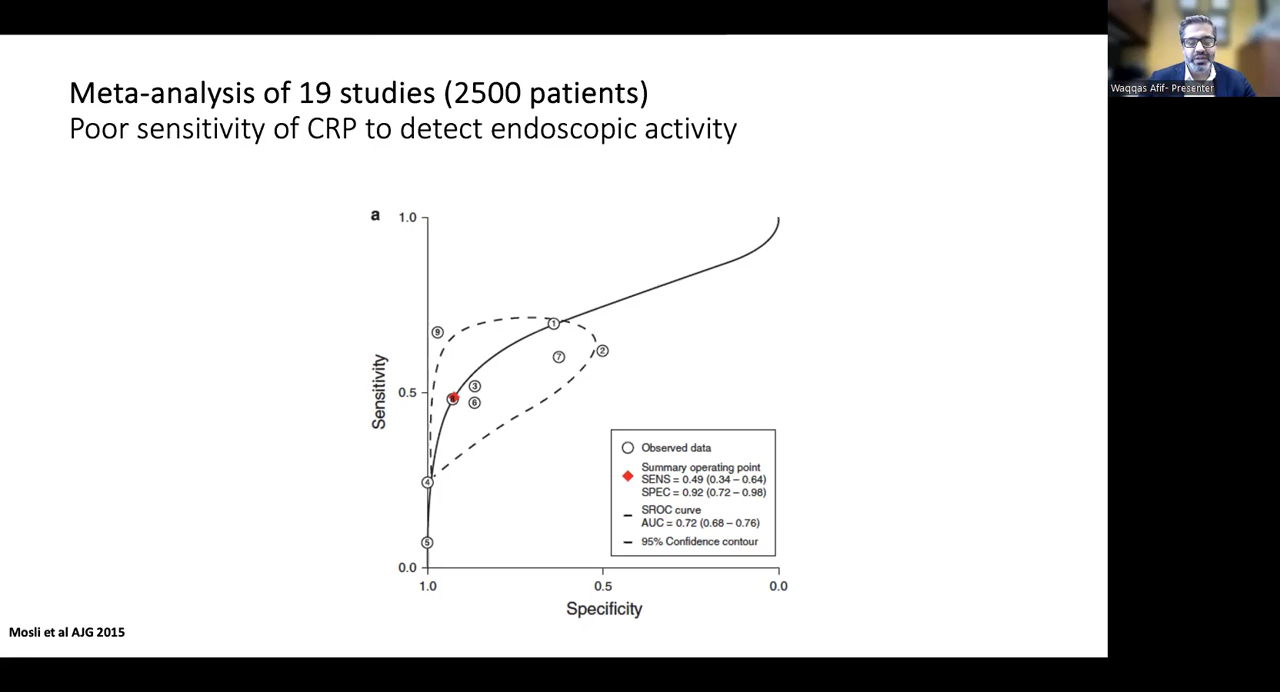 Waqqas Afif- Presenter
Meta-analysis of 19 studies (2500 patients)
Poor sensitivity of CRP to detect endoscopic activity
a
1.0
0.5
0.0
Sensitivity
9
1
7
2
3
6
4
5
Observed data
Summary operating point
SENS = 0.49 (0.34 – 0.64)
SPEC = 0.92 (0.72 – 0.98)
SROC curve
AUC = 0.72 (0.68 – 0.76)
95% Confidence contour
1.0
0.5
0.0
Specificity
Mosli et al AJG 2015